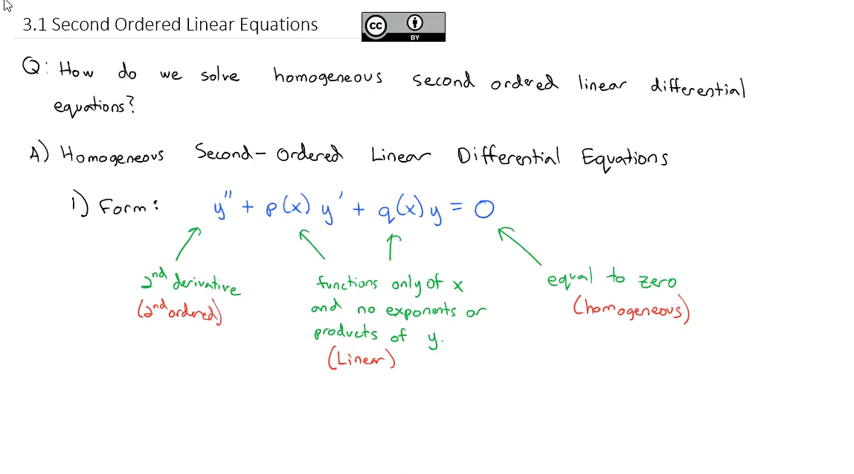 3.1 Second Ordered Linear Equations
cc
BY
Q: How do we solve homogeneous second ordered linear differential
equations?
A) Homogeneous Second-Ordered Linear Differential Equations
1) Form: y'' + p(x) y' + q(x) y = 0
2nd derivative
(2nd ordered)
functions only of x
and no exponents or
products of y.
(Linear)
equal to zero
(homogeneous)